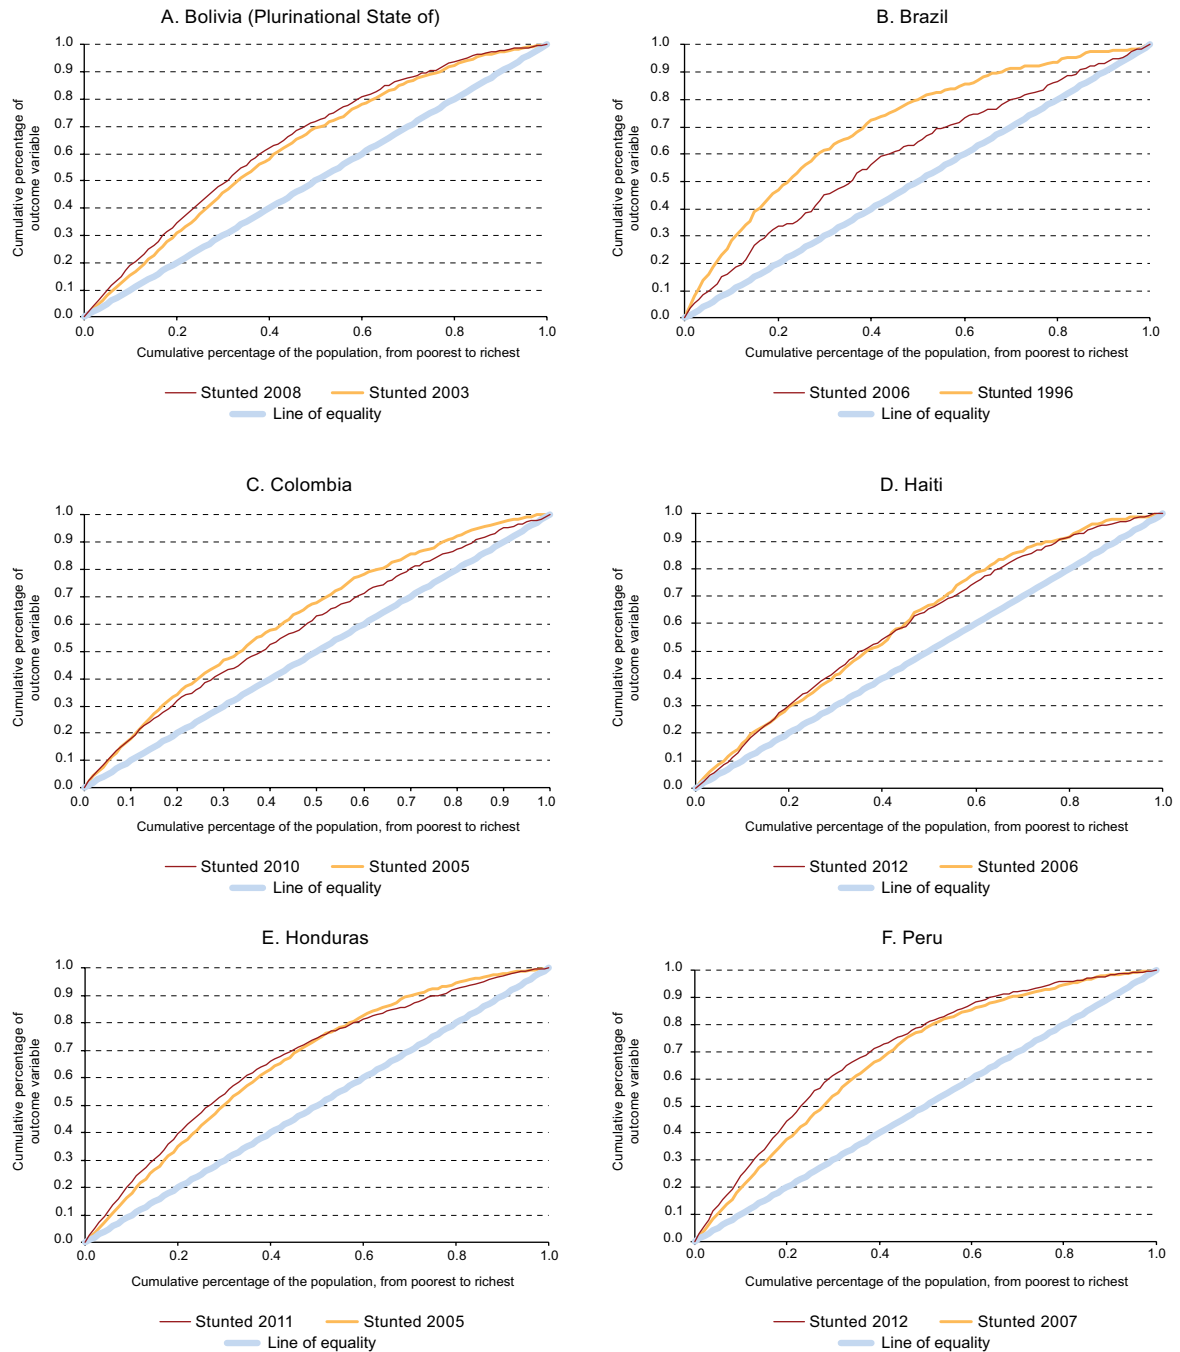 A. Bolivia (Plurinational State of)
Cumulative percentage of
outcome variable
1.0
0.9
0.8
0.7
0.6
0.5
0.4
0.3
0.2
0.1
0.0
0.0 0.2 0.4 0.6 0.8 1.0
Cumulative percentage of the population, from poorest to richest
Stunted 2008 Stunted 2003
Line of equality
B. Brazil
Cumulative percentage of
outcome variable
1.0
0.9
0.8
0.7
0.6
0.5
0.4
0.3
0.2
0.1
0.0
0.0 0.2 0.4 0.6 0.8 1.0
Cumulative percentage of the population, from poorest to richest
Stunted 2006 Stunted 1996
Line of equality
C. Colombia
Cumulative percentage of
outcome variable
1.0
0.9
0.8
0.7
0.6
0.5
0.4
0.3
0.2
0.1
0.0
0.0 0.1 0.2 0.3 0.4 0.5 0.6 0.7 0.8 0.9 1.0
Cumulative percentage of the population, from poorest to richest
Stunted 2010 Stunted 2005
Line of equality
D. Haiti
Cumulative percentage of
outcome variable
1.0
0.9
0.8
0.7
0.6
0.5
0.4
0.3
0.2
0.1
0.0
0.0 0.2 0.4 0.6 0.8 1.0
Cumulative percentage of the population, from poorest to richest
Stunted 2012 Stunted 2006
Line of equality
E. Honduras
Cumulative percentage of
outcome variable
1.0
0.9
0.8
0.7
0.6
0.5
0.4
0.3
0.2
0.1
0.0
0.0 0.2 0.4 0.6 0.8 1.0
Cumulative percentage of the population, from poorest to richest
Stunted 2011 Stunted 2005
Line of equality
F. Peru
Cumulative percentage of
outcome variable
1.0
0.9
0.8
0.7
0.6
0.5
0.4
0.3
0.2
0.1
0.0
0.0 0.2 0.4 0.6 0.8 1.0
Cumulative percentage of the population, from poorest to richest
Stunted 2012 Stunted 2007
Line of equality